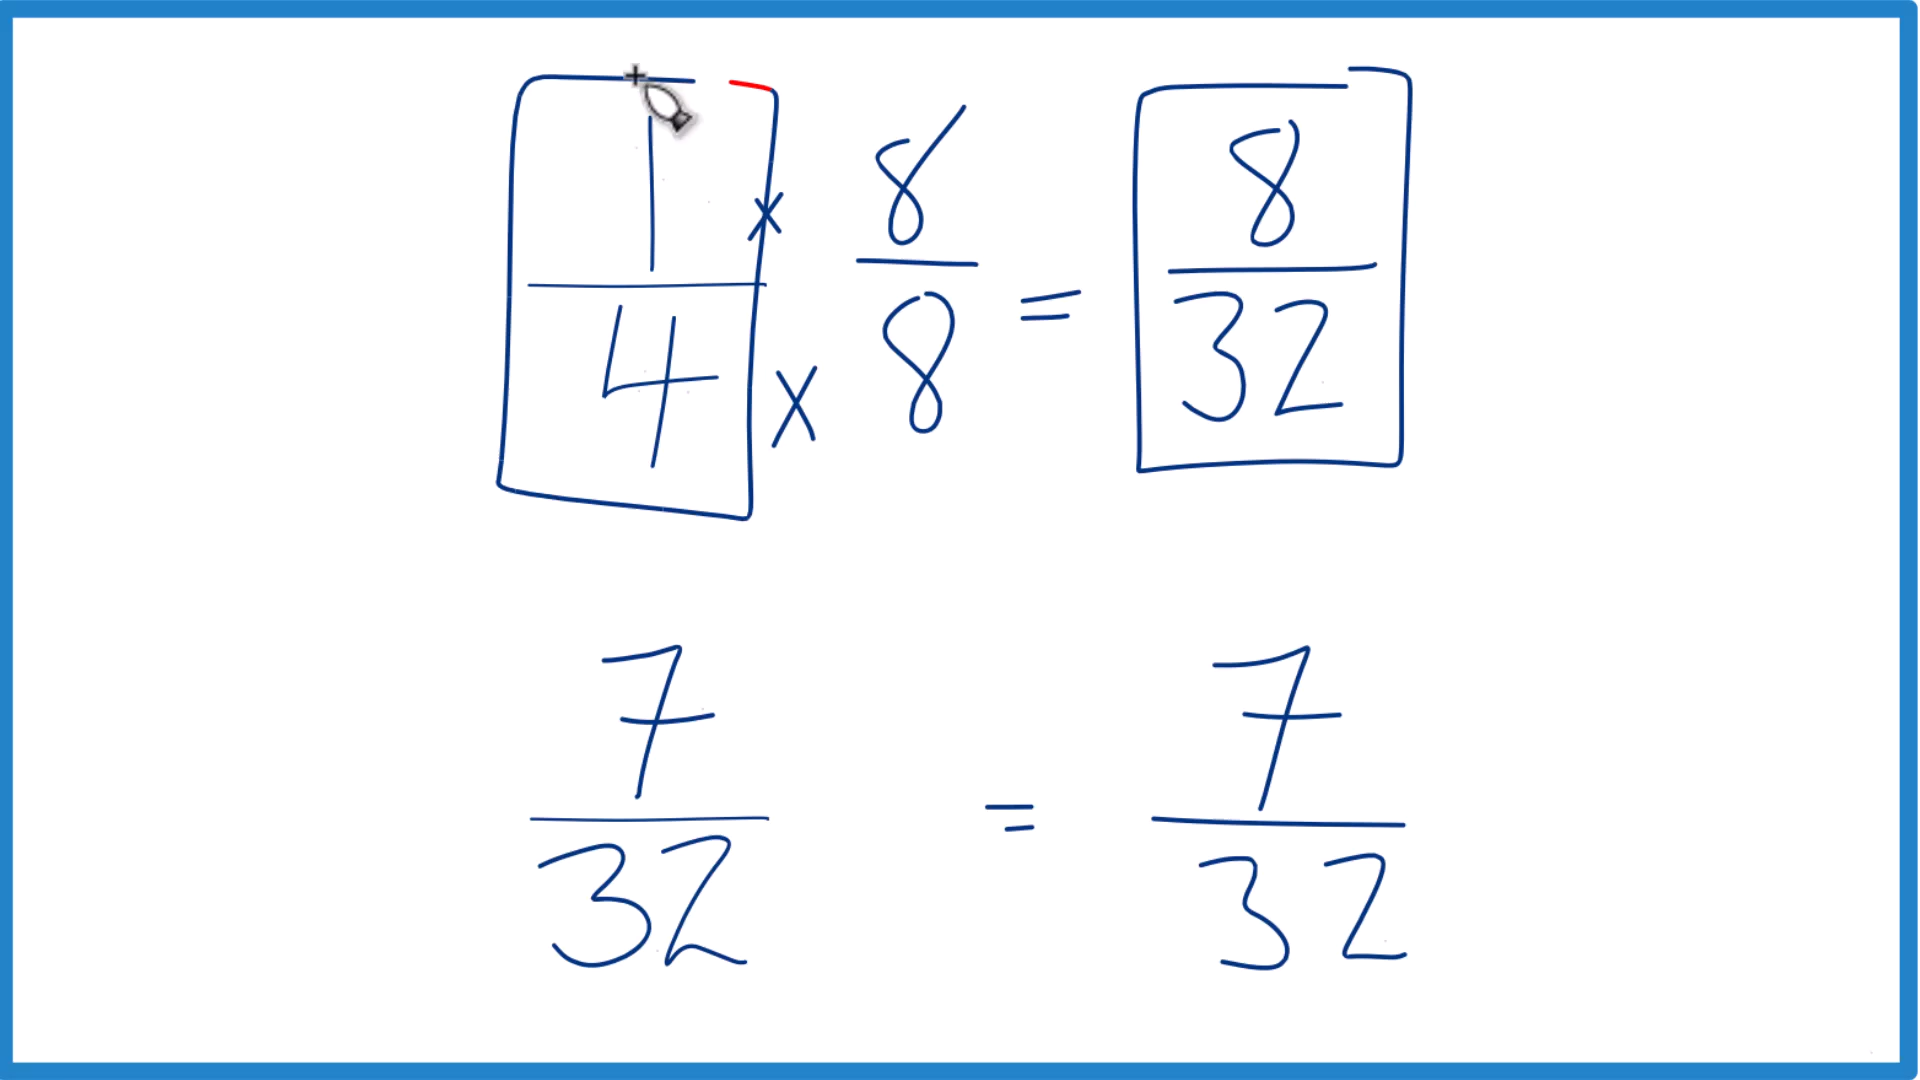 1/4 × 8/8 = 8/32
7/32 = 7/32